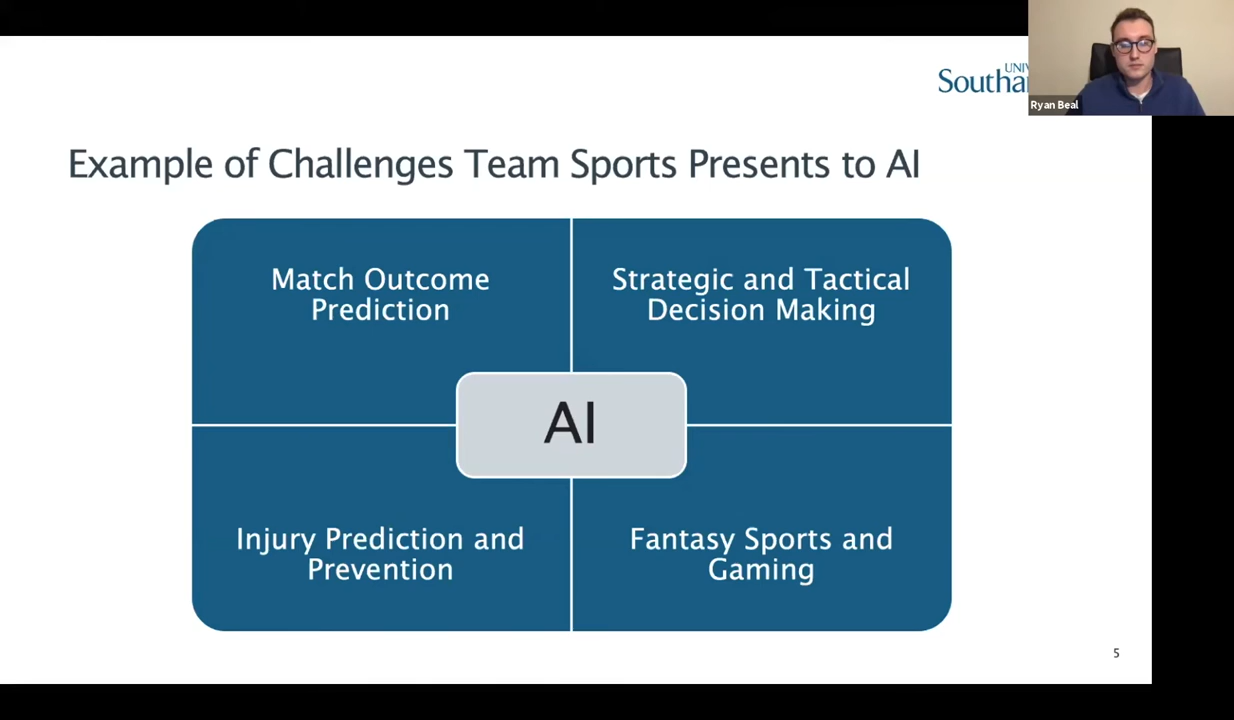 Ryan Beal
Example of Challenges Team Sports Presents to AI
Match Outcome
Prediction
Strategic and Tactical
Decision Making
AI
Injury Prediction and
Prevention
Fantasy Sports and
Gaming
5